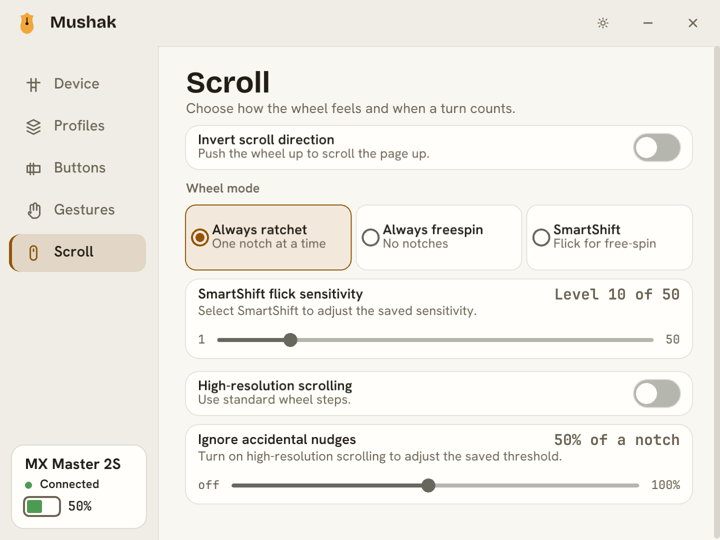 Mushak
Device
Profiles
Buttons
Gestures
Scroll
MX Master 2S
Connected
50%
Scroll
Choose how the wheel feels and when a turn counts.
Invert scroll direction
Push the wheel up to scroll the page up.
Wheel mode
Always ratchet
One notch at a time
Always freespin
No notches
SmartShift
Flick for free-spin
SmartShift flick sensitivity
Level 10 of 50
Select SmartShift to adjust the saved sensitivity.
1
50
High-resolution scrolling
Use standard wheel steps.
Ignore accidental nudges
50% of a notch
Turn on high-resolution scrolling to adjust the saved threshold.
off
100%